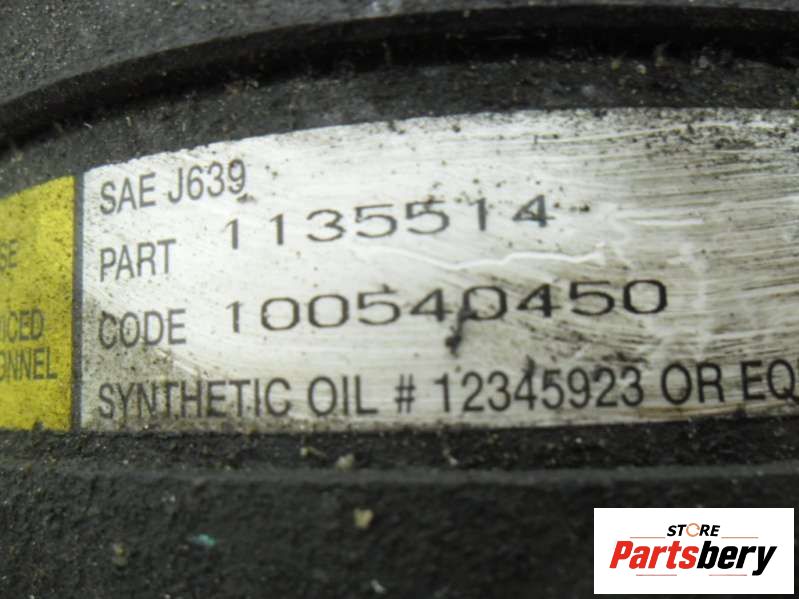 SAE J639
PART 1135514
CODE 100540450
SYNTHETIC OIL # 12345923 OR EQ
STORE
Partsbery